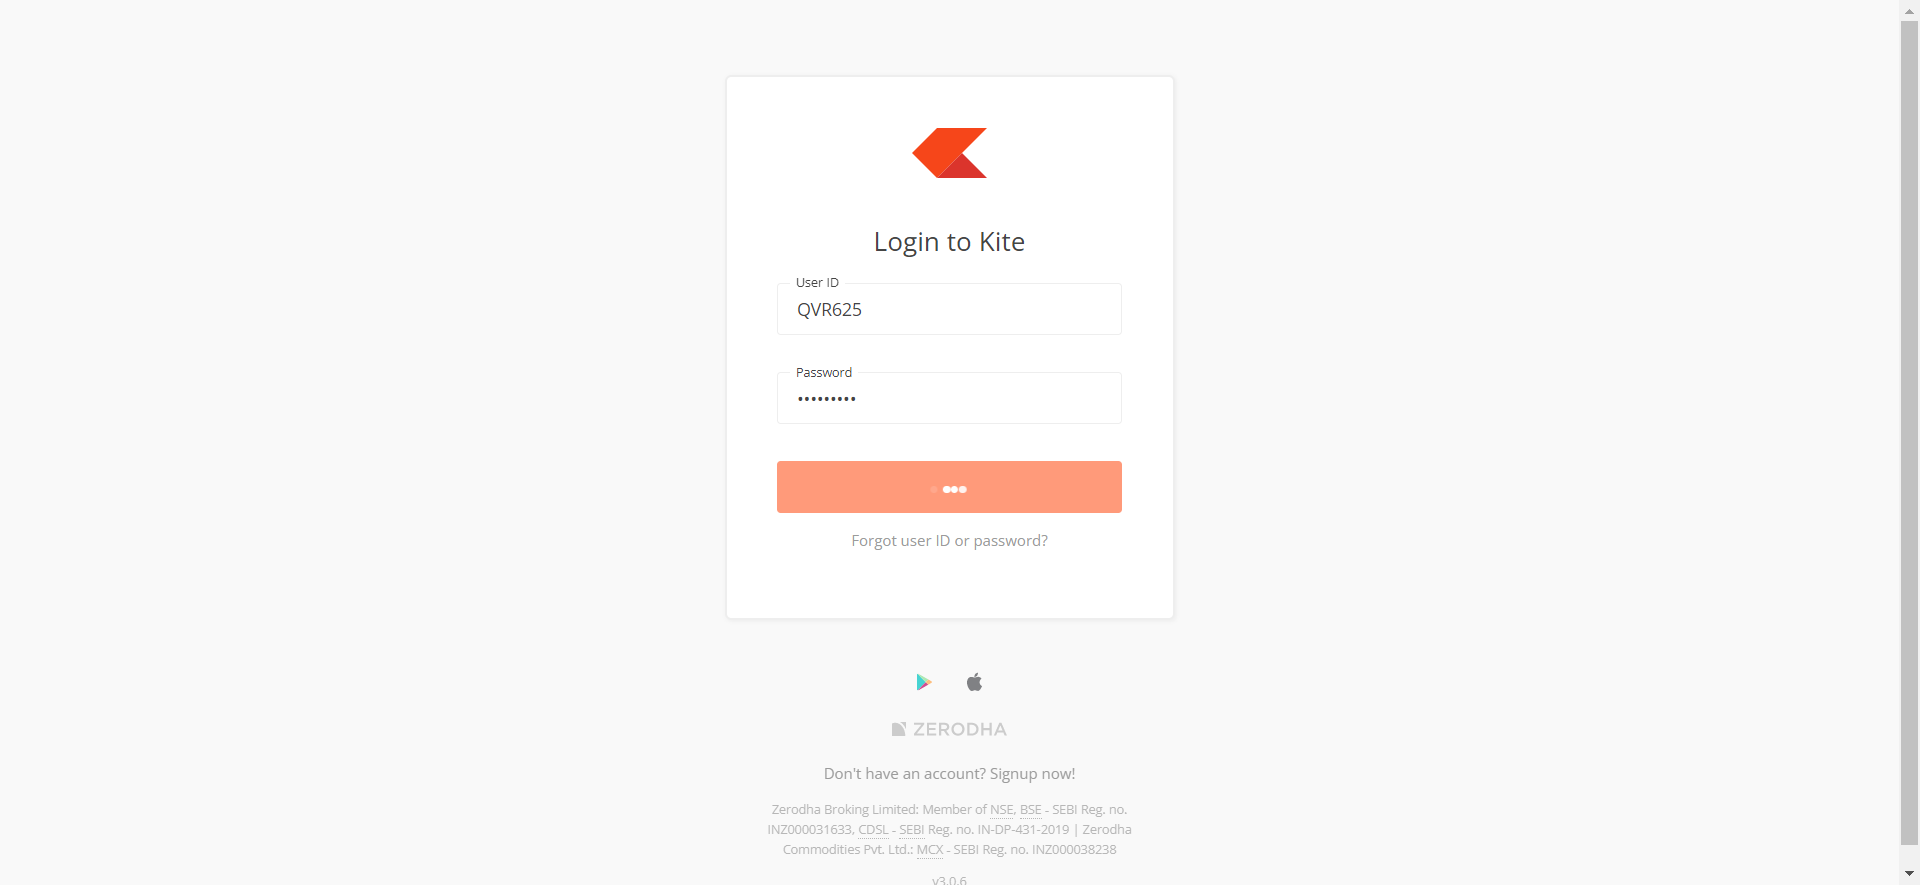 Login to Kite
User ID
QVR625
Password
•••••••••
Forgot user ID or password?
ZERODHA
Don't have an account? Signup now!
Zerodha Broking Limited: Member of NSE, BSE - SEBI Reg. no.
INZ000031633, CDSL - SEBI Reg. no. IN-DP-431-2019 | Zerodha
Commodities Pvt. Ltd.: MCX - SEBI Reg. no. INZ000038238
v3.0.6